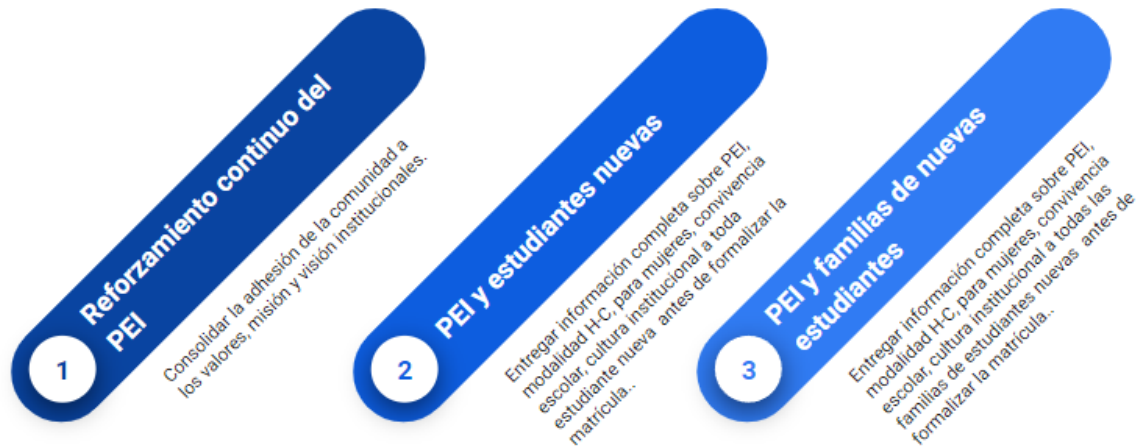 1
Reforzamiento continuo del
PEI
Consolidar la adhesión de la comunidad a
los valores, misión y visión institucionales.
2
PEI y estudiantes nuevas
Entregar información completa sobre PEI,
modalidad H-C, para mujeres, convivencia
escolar, cultura institucional a toda
estudiante nueva antes de formalizar la
matrícula..
3
PEI y familias de nuevas
estudiantes
Entregar información completa sobre PEI,
modalidad H-C, para mujeres, convivencia
escolar, cultura institucional a todas las
familias de estudiantes nuevas antes de
formalizar la matrícula..